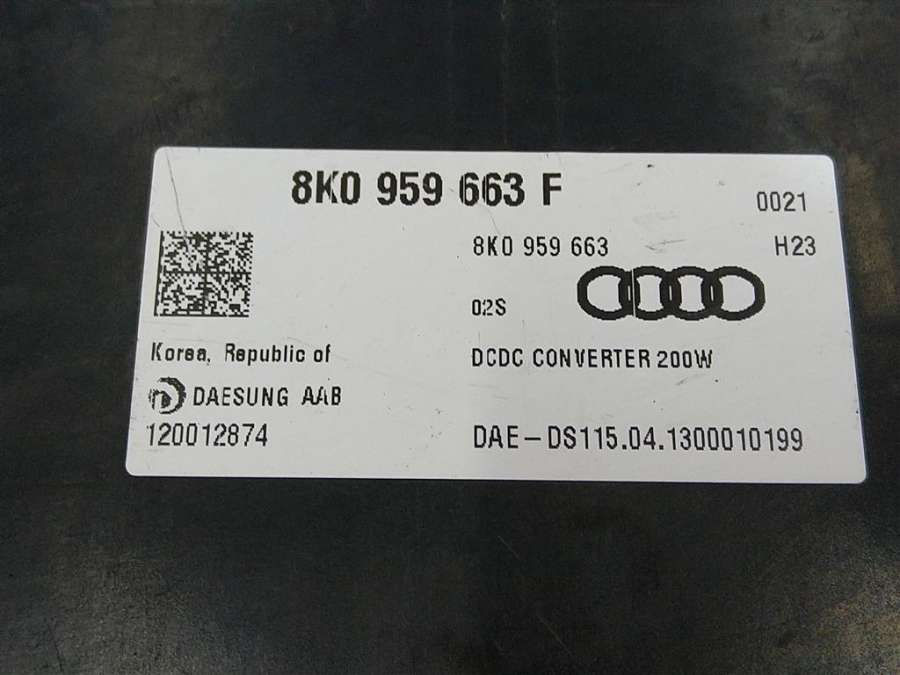 8K0 959 663 F
0021
8K0 959 663
H23
02S
Korea, Republic of
DCDC CONVERTER 200W
DAESUNG AAB
120012874
DAE-DS115.04.1300010199